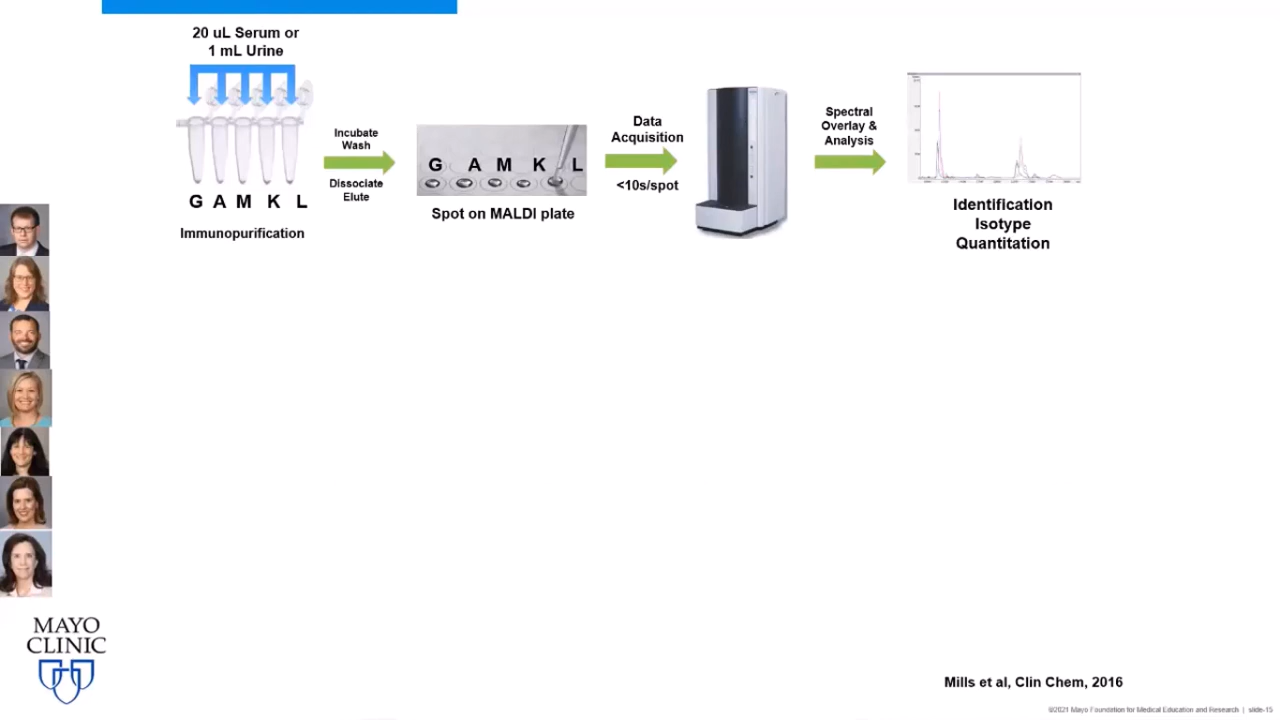 20 uL Serum or
1 mL Urine
G A M K L
Immunopurification
Incubate
Wash
Dissociate
Elute
G A M K L
Spot on MALDI plate
Data
Acquisition
<10s/spot
Spectral
Overlay &
Analysis
Identification
Isotype
Quantitation
MAYO
CLINIC
Mills et al, Clin Chem, 2016
©2021 Mayo Foundation for Medical Education and Research | slide-15